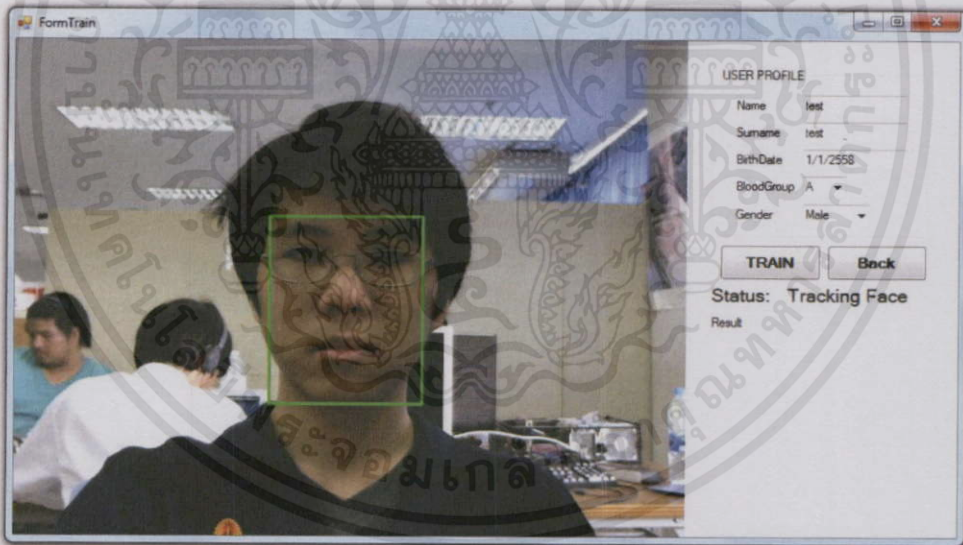 FormTrain
USER PROFILE
Name test
Surname test
BirthDate 1/1/2558
BloodGroup A
Gender Male
TRAIN Back
Status: Tracking Face
Result